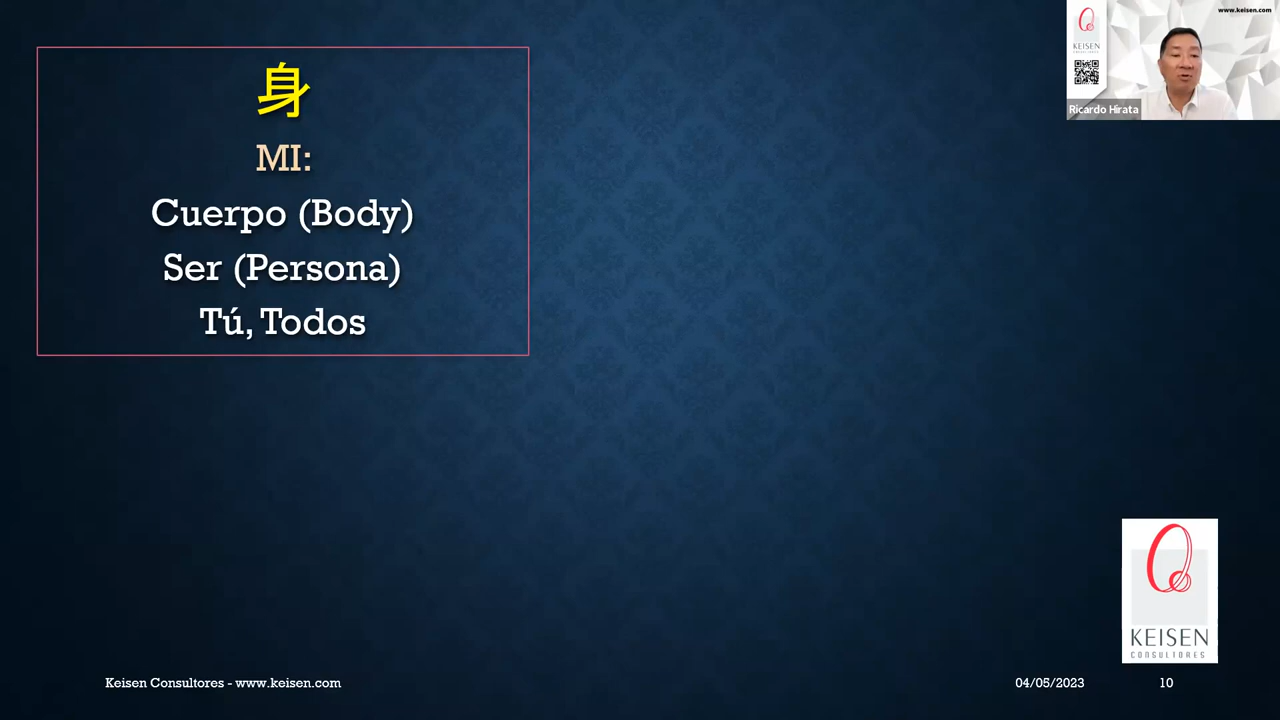 身
MI:
Cuerpo (Body)
Ser (Persona)
Tú, Todos
www.keisen.com
KEISEN
CONSULTORES
Ricardo Hirata
KEISEN
CONSULTORES
Keisen Consultores - www.keisen.com
04/05/2023
10